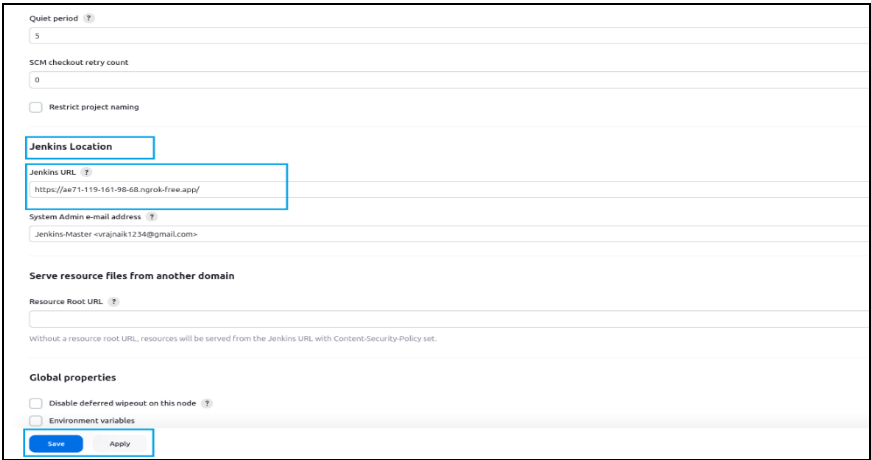 Quiet period ?
5
SCM checkout retry count
0
Restrict project naming
Jenkins Location
Jenkins URL ?
https://ae71-119-161-98-68.ngrok-free.app/
System Admin e-mail address ?
Jenkins-Master <vrajnaik1234@gmail.com>
Serve resource files from another domain
Resource Root URL ?
Without a resource root URL, resources will be served from the Jenkins URL with Content-Security-Policy set.
Global properties
Disable deferred wipeout on this node ?
Environment variables
Save Apply